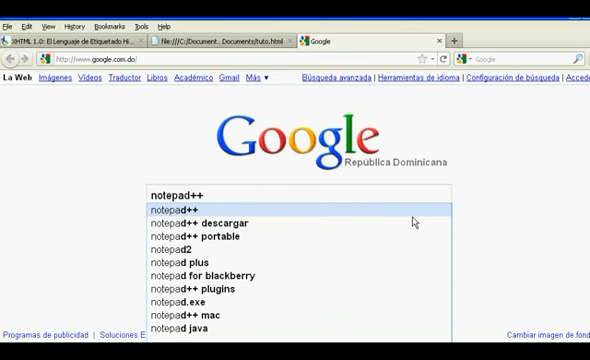 File Edit View History Bookmarks Tools Help
XHTML 1.0: El Lenguaje de Etiquetado Hi...
file:///C:/Document...Documents/tuto.html
Google
http://www.google.com.do/
Google
La Web Imágenes Vídeos Traductor Libros Académico Gmail Más ▼
Búsqueda avanzada | Herramientas de idioma | Configuración de búsqueda |
Google
República Dominicana
notepad++
notepad++
notepad++ descargar
notepad++ portable
notepad2
notepad plus
notepad for blackberry
notepad++ plugins
notepad.exe
notepad++ mac
notepad java
Programas de publicidad Soluciones
Cambiar imagen de